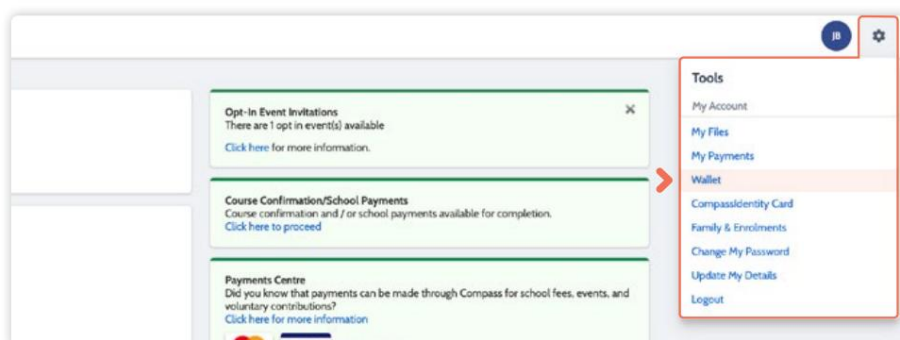 JB
Opt-In Event Invitations
There are 1 opt in event(s) available
Click here for more information.
Course Confirmation/School Payments
Course confirmation and / or school payments available for completion.
Click here to proceed
Payments Centre
Did you know that payments can be made through Compass for school fees, events, and
voluntary contributions?
Click here for more information
Tools
My Account
My Files
My Payments
Wallet
CompassIdentity Card
Family & Enrolments
Change My Password
Update My Details
Logout